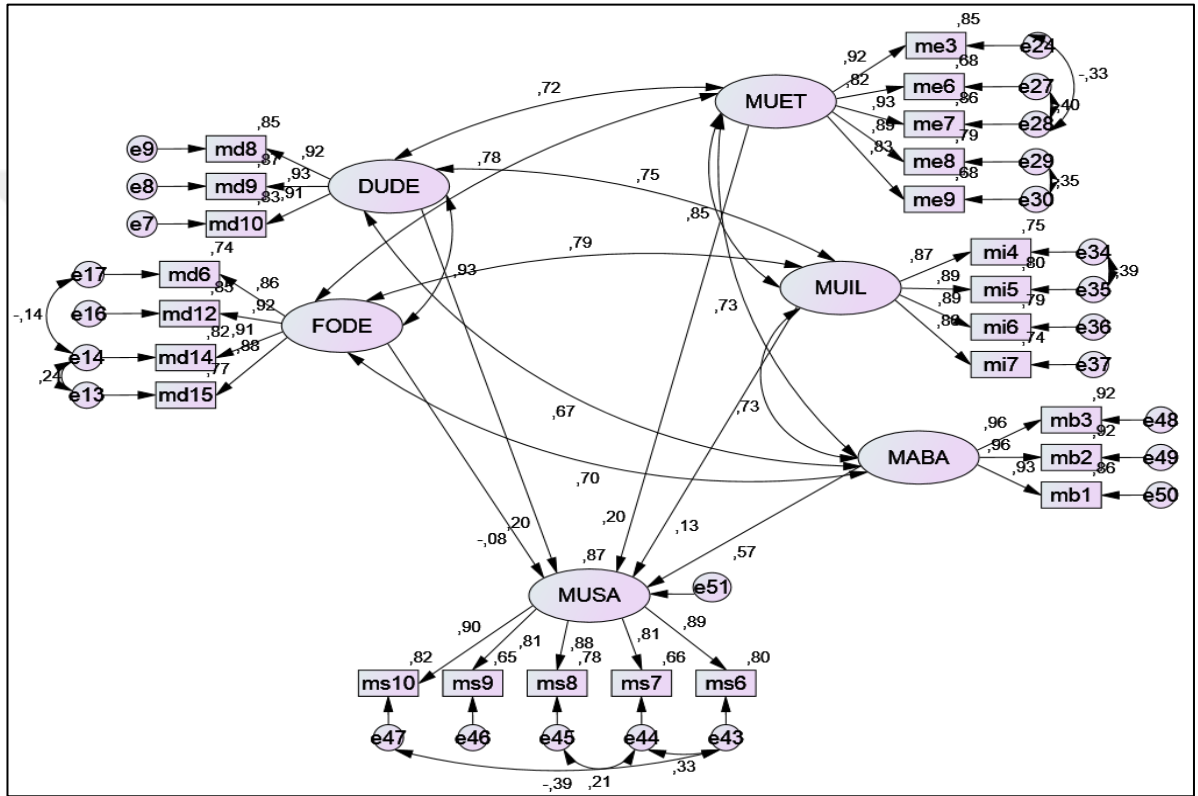 ,85
me3
e24
,92
,68
-,33
,82
me6
e27
,72
MUET
,86
,40
,93
me7
e28
,89
,79
,85
me8
e29
,83
,68
,35
e9
md8
,92
,78
me9
e30
,87
,93
e8
md9
DUDE
,75
,83
,91
e7
md10
,85
,75
,74
,79
,87
mi4
e34
,80
e17
md6
,86
,93
,89
mi5
e35
,39
,85
MUIL
,89
,79
,92
,73
mi6
e36
-,14
e16
md12
FODE
,88
,74
,82
,91
mi7
e37
e14
md14
,88
,77
,24
e13
md15
,92
,67
,73
,96
mb3
e48
,92
MABA
,96
mb2
e49
,86
,70
,93
mb1
e50
-,08
,20
,20
,13
,57
,87
MUSA
e51
,90
,81
,88
,81
,89
,82
,65
,78
,66
,80
ms10
ms9
ms8
ms7
ms6
e47
e46
e45
e44
e43
,33
-,39
,21